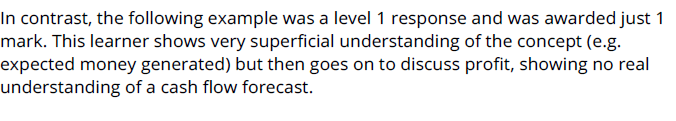 In contrast, the following example was a level 1 response and was awarded just 1
mark. This learner shows very superficial understanding of the concept (e.g.
expected money generated) but then goes on to discuss profit, showing no real
understanding of a cash flow forecast.